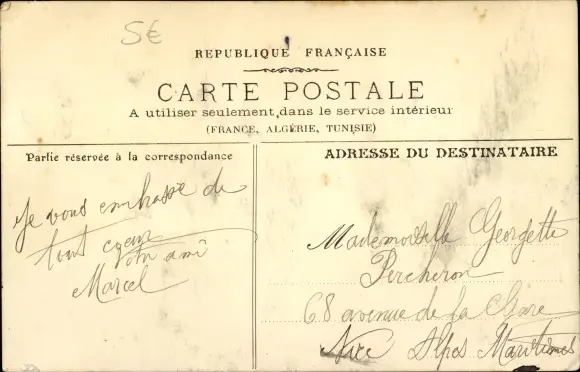 5€
REPUBLIQUE FRANÇAISE
CARTE POSTALE
A utiliser seulement dans le service intérieur
(FRANCE, ALGÉRIE, TUNISIE)
Partie réservée à la correspondance
Je vous embrasse de
tout cœur
ton ami
Marcel
ADRESSE DU DESTINATAIRE
Mademoiselle Georgette
Percheron
68 avenue de la Gare
Nice Alpes Maritimes